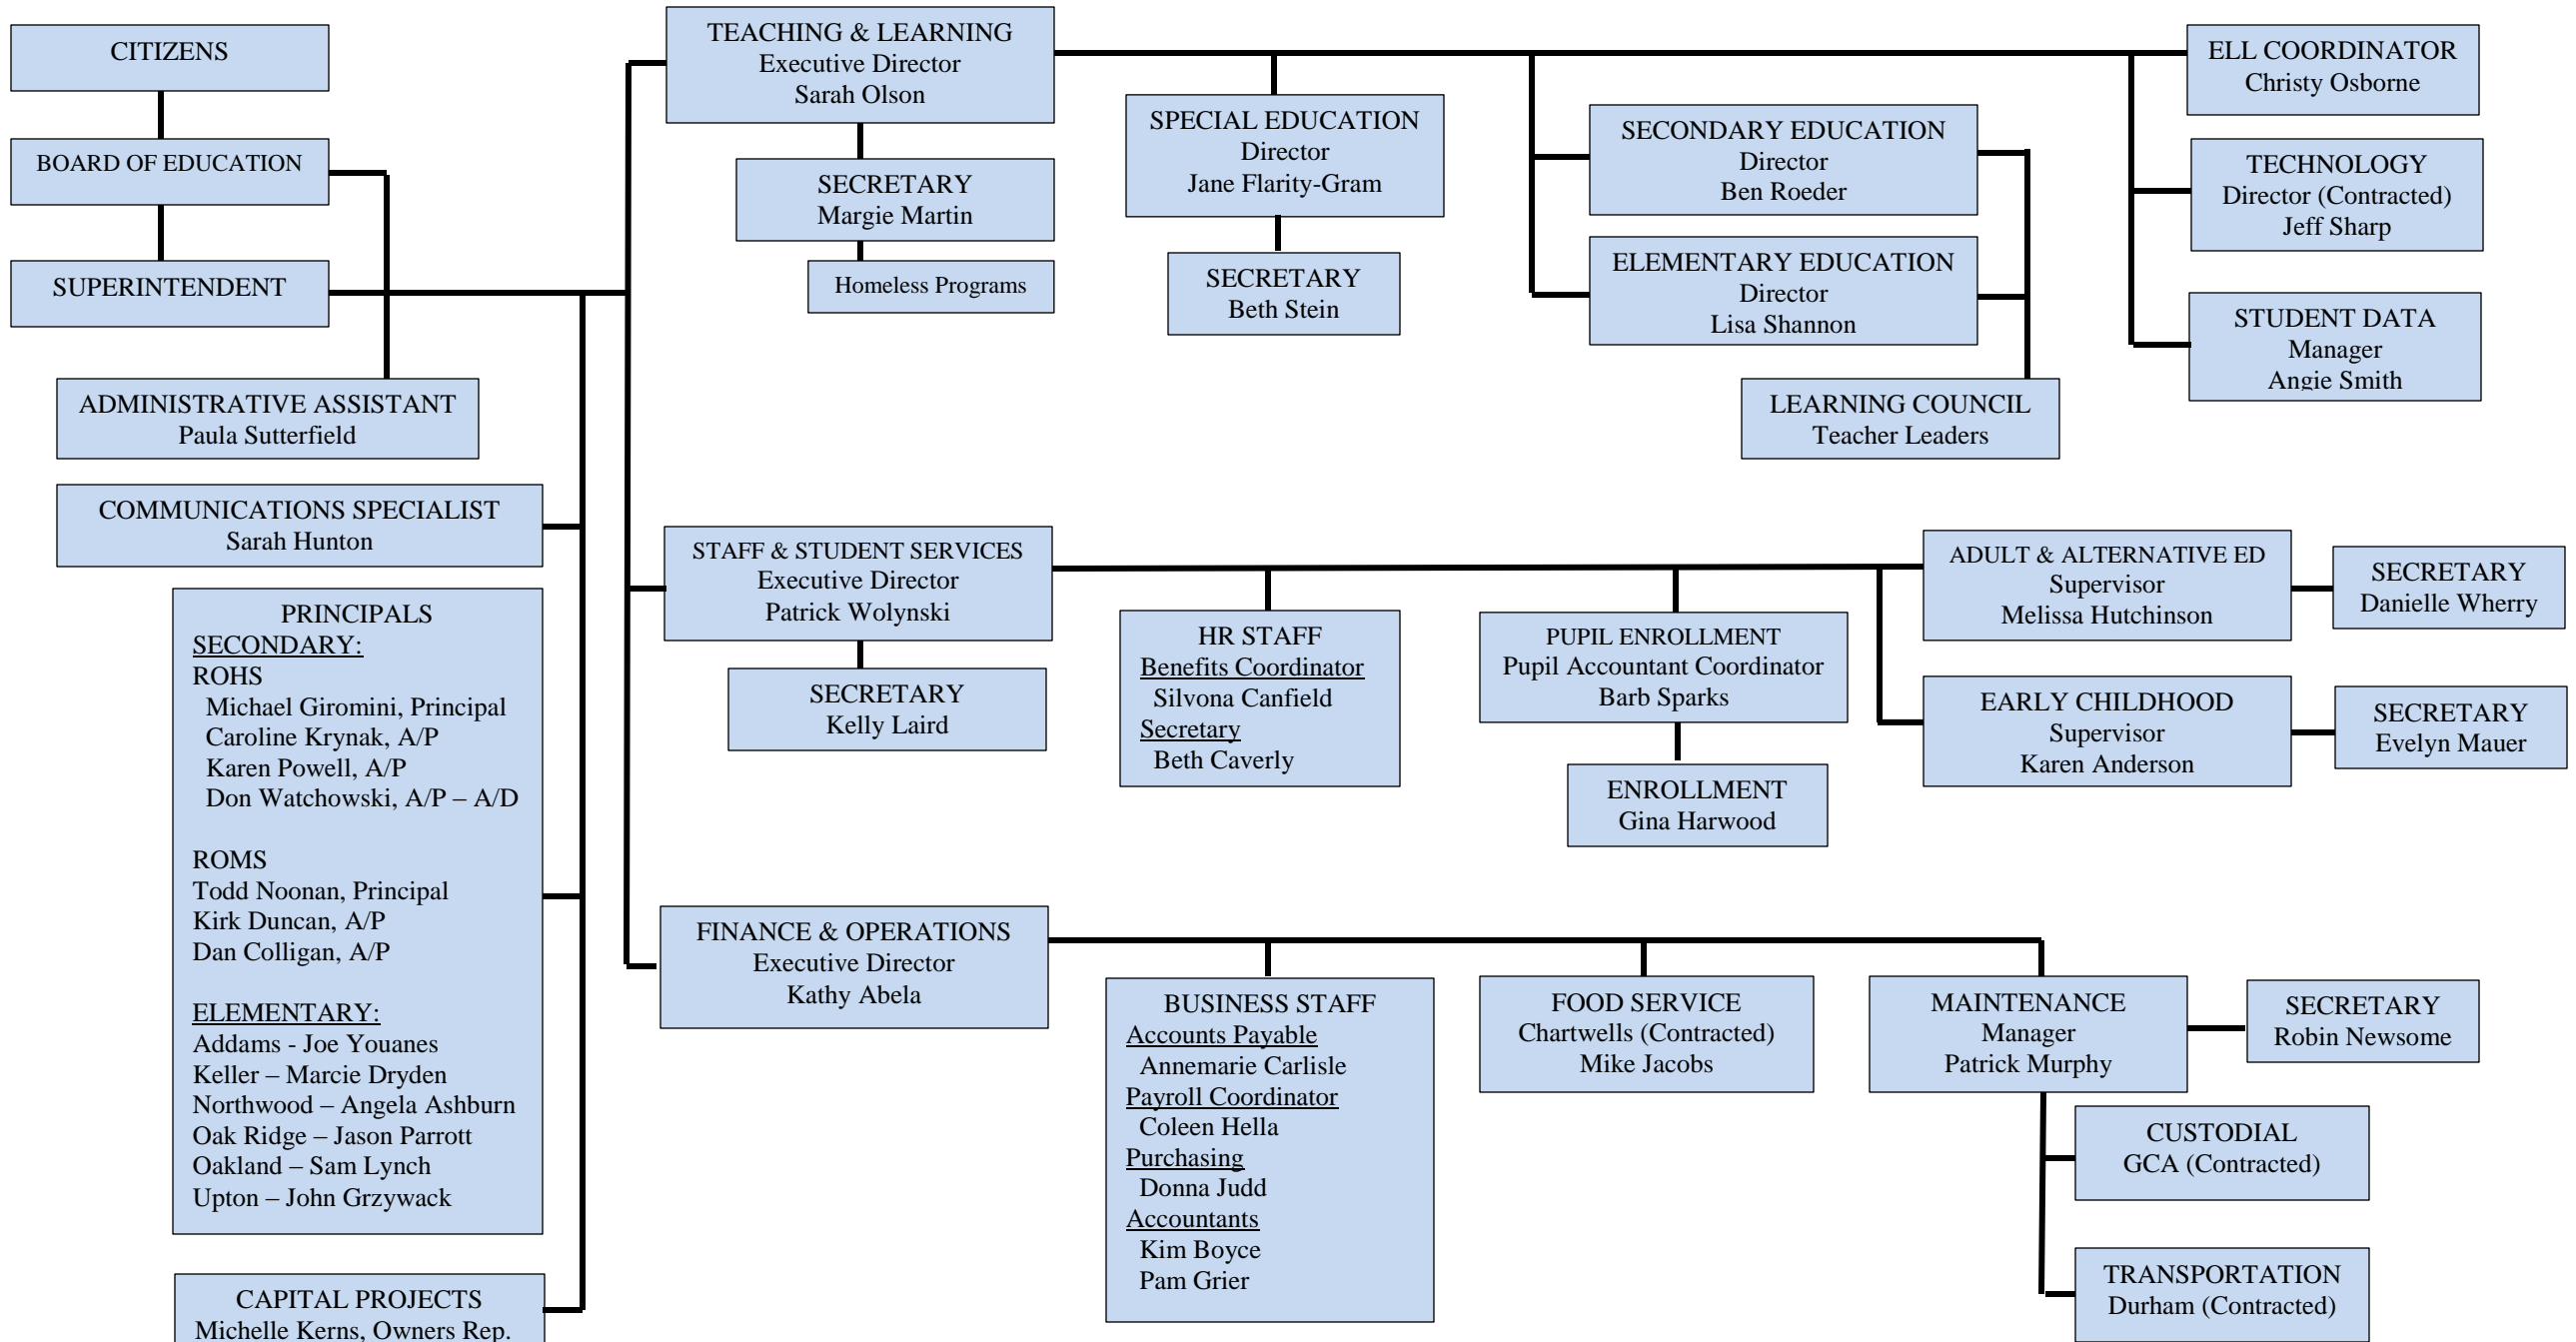 CITIZENS
BOARD OF EDUCATION
SUPERINTENDENT
ADMINISTRATIVE ASSISTANT
Paula Sutterfield
COMMUNICATIONS SPECIALIST
Sarah Hunton
PRINCIPALS
SECONDARY:
ROHS
Michael Giromini, Principal
Caroline Krynak, A/P
Karen Powell, A/P
Don Watchowski, A/P – A/D
ROMS
Todd Noonan, Principal
Kirk Duncan, A/P
Dan Colligan, A/P
ELEMENTARY:
Addams - Joe Youanes
Keller – Marcie Dryden
Northwood – Angela Ashburn
Oak Ridge – Jason Parrott
Oakland – Sam Lynch
Upton – John Grzywack
CAPITAL PROJECTS
Michelle Kerns, Owners Rep.
TEACHING & LEARNING
Executive Director
Sarah Olson
SECRETARY
Margie Martin
Homeless Programs
SPECIAL EDUCATION
Director
Jane Flarity-Gram
SECRETARY
Beth Stein
SECONDARY EDUCATION
Director
Ben Roeder
ELEMENTARY EDUCATION
Director
Lisa Shannon
LEARNING COUNCIL
Teacher Leaders
ELL COORDINATOR
Christy Osborne
TECHNOLOGY
Director (Contracted)
Jeff Sharp
STUDENT DATA
Manager
Angie Smith
STAFF & STUDENT SERVICES
Executive Director
Patrick Wolynski
SECRETARY
Kelly Laird
HR STAFF
Benefits Coordinator
Silvona Canfield
Secretary
Beth Caverly
PUPIL ENROLLMENT
Pupil Accountant Coordinator
Barb Sparks
ENROLLMENT
Gina Harwood
ADULT & ALTERNATIVE ED
Supervisor
Melissa Hutchinson
SECRETARY
Danielle Wherry
EARLY CHILDHOOD
Supervisor
Karen Anderson
SECRETARY
Evelyn Mauer
FINANCE & OPERATIONS
Executive Director
Kathy Abela
BUSINESS STAFF
Accounts Payable
Annemarie Carlisle
Payroll Coordinator
Coleen Hella
Purchasing
Donna Judd
Accountants
Kim Boyce
Pam Grier
FOOD SERVICE
Chartwells (Contracted)
Mike Jacobs
MAINTENANCE
Manager
Patrick Murphy
SECRETARY
Robin Newsome
CUSTODIAL
GCA (Contracted)
TRANSPORTATION
Durham (Contracted)